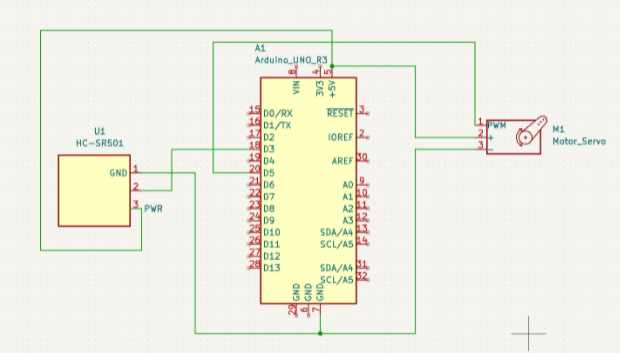 A1
Arduino_UNO_R3
8
4
5
VIN
3V3
+5V
15 D0/RX
16 D1/TX
17 D2
18 D3
19 D4
20 D5
21 D6
22 D7
23 D8
24 D9
25 D10
26 D11
27 D12
28 D13
RESET 3
IOREF 2
AREF 30
A0 9
A1 10
A2 11
A3 12
SDA/A4 13
SCL/A5 14
SDA/A4 31
SCL/A5 32
GND
GND
GND
29
6
7
U1
HC-SR501
GND 1
2
3 PWR
1 PWM
2 +
3 -
M1
Motor_Servo